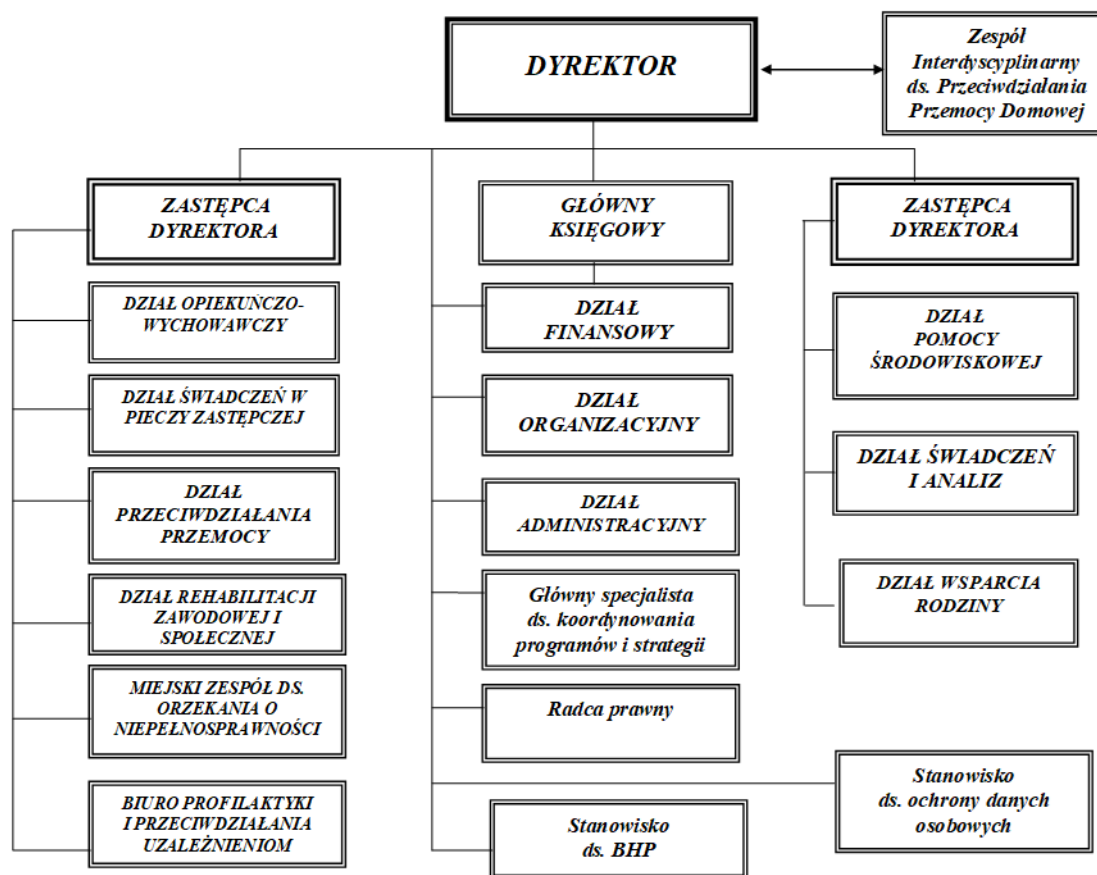 DYREKTOR
Zespół
Interdyscyplinarny
ds. Przeciwdziałania
Przemocy Domowej
ZASTĘPCA
DYREKTORA
GŁÓWNY
KSIĘGOWY
ZASTĘPCA
DYREKTORA
DZIAŁ OPIEKUŃCZO-
WYCHOWAWCZY
DZIAŁ ŚWIADCZEŃ W
PIECZY ZASTĘPCZEJ
DZIAŁ
PRZECIWDZIAŁANIA
PRZEMOCY
DZIAŁ REHABILITACJI
ZAWODOWEJ I
SPOŁECZNEJ
MIEJSKI ZESPÓŁ DS.
ORZEKANIA O
NIEPEŁNOSPRAWNOŚCI
BIURO PROFILAKTYKI
I PRZECIWDZIAŁANIA
UZALEŻNIENIOM
DZIAŁ
FINANSOWY
DZIAŁ
ORGANIZACYJNY
DZIAŁ
ADMINISTRACYJNY
Główny specjalista
ds. koordynowania
programów i strategii
Radca prawny
Stanowisko
ds. BHP
DZIAŁ
POMOCY
ŚRODOWISKOWEJ
DZIAŁ ŚWIADCZEŃ
I ANALIZ
DZIAŁ WSPARCIA
RODZINY
Stanowisko
ds. ochrony danych
osobowych